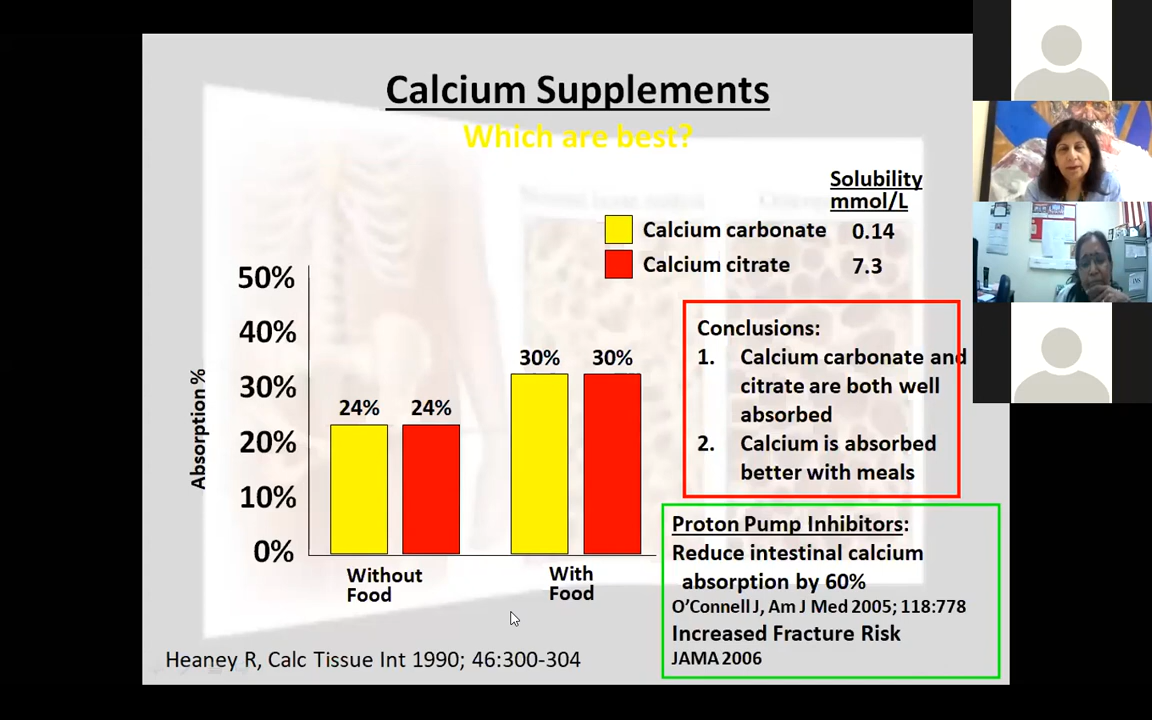 Calcium Supplements
Which are best?
Solubility
mmol/L
Calcium carbonate 0.14
Calcium citrate 7.3
50%
40%
30%
20%
10%
0%
Absorption %
24%
24%
30%
30%
Without
Food
With
Food
Conclusions:
1. Calcium carbonate and
citrate are both well
absorbed
2. Calcium is absorbed
better with meals
Proton Pump Inhibitors:
Reduce intestinal calcium
absorption by 60%
O'Connell J, Am J Med 2005; 118:778
Increased Fracture Risk
JAMA 2006
Heaney R, Calc Tissue Int 1990; 46:300-304